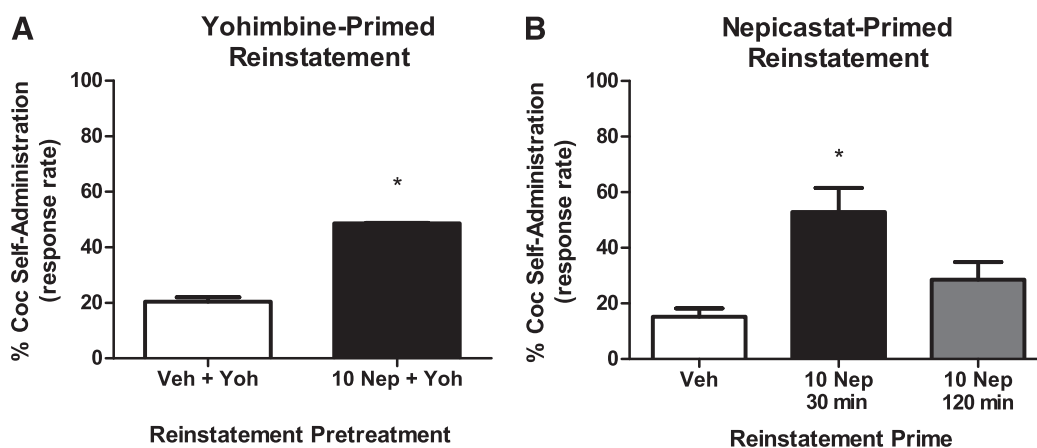 A
Yohimbine-Primed
Reinstatement
% Coc Self-Administration
(response rate)
100
80
60
40
20
0
*
Veh + Yoh
10 Nep + Yoh
Reinstatement Pretreatment
B
Nepicastat-Primed
Reinstatement
% Coc Self-Administration
(response rate)
100
80
60
40
20
0
*
Veh
10 Nep
30 min
10 Nep
120 min
Reinstatement Prime